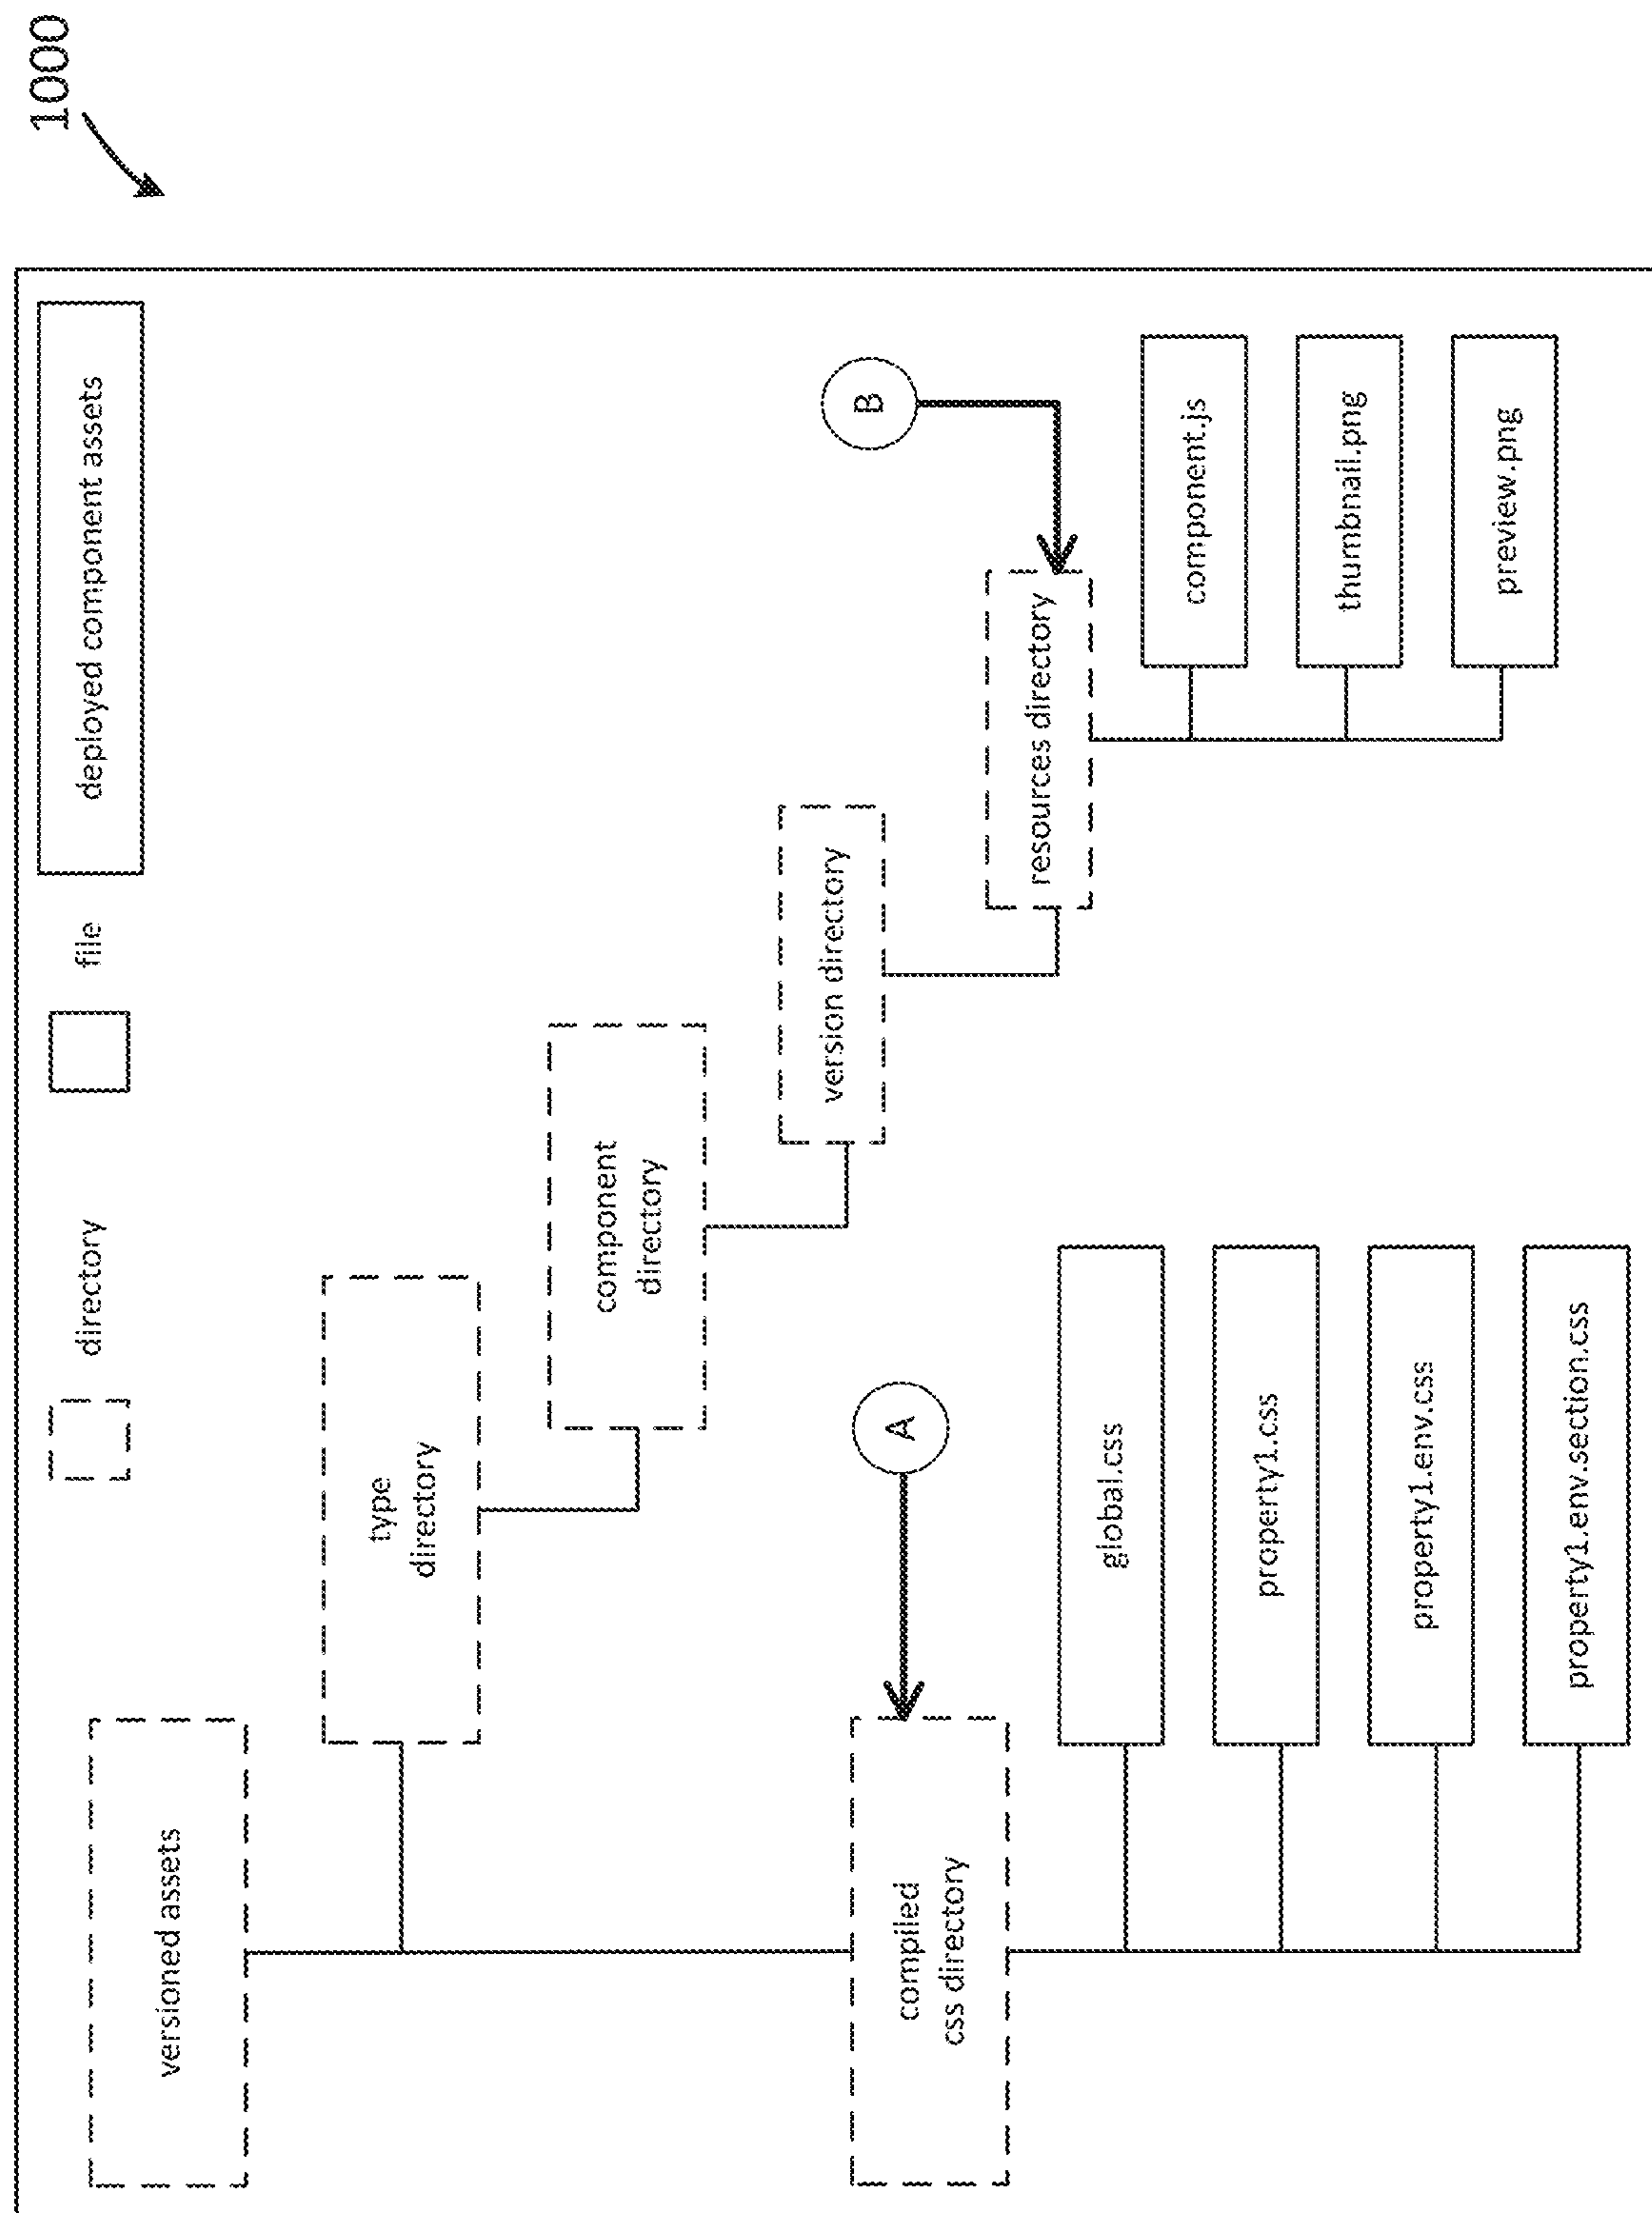 1000
directory
file
deployed component assets
versioned assets
type
directory
component
directory
version directory
B
resources directory
component.js
thumbnail.png
preview.png
A
compiled
css directory
global.css
property1.css
property1.env.css
property1.env.section.css